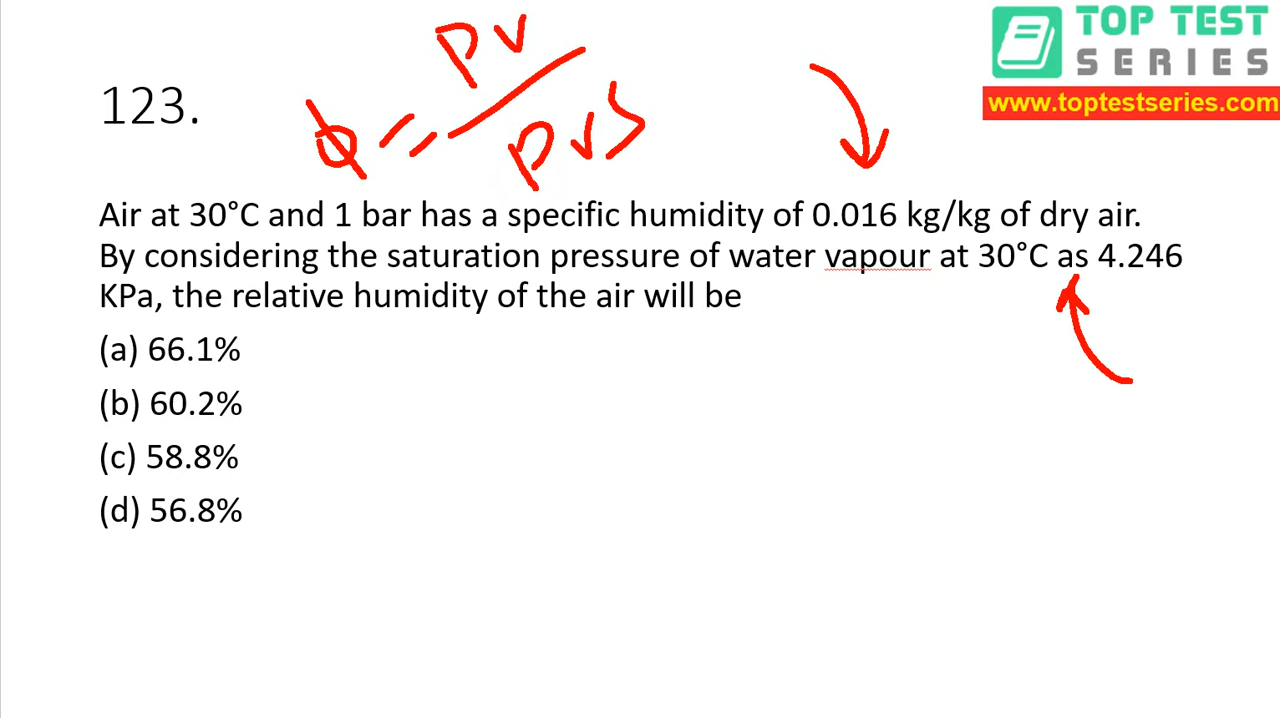 TOP TEST
SERIES
www.toptestseries.com
123.
ϕ = pv / pvs
Air at 30°C and 1 bar has a specific humidity of 0.016 kg/kg of dry air.
By considering the saturation pressure of water vapour at 30°C as 4.246
KPa, the relative humidity of the air will be
(a) 66.1%
(b) 60.2%
(c) 58.8%
(d) 56.8%